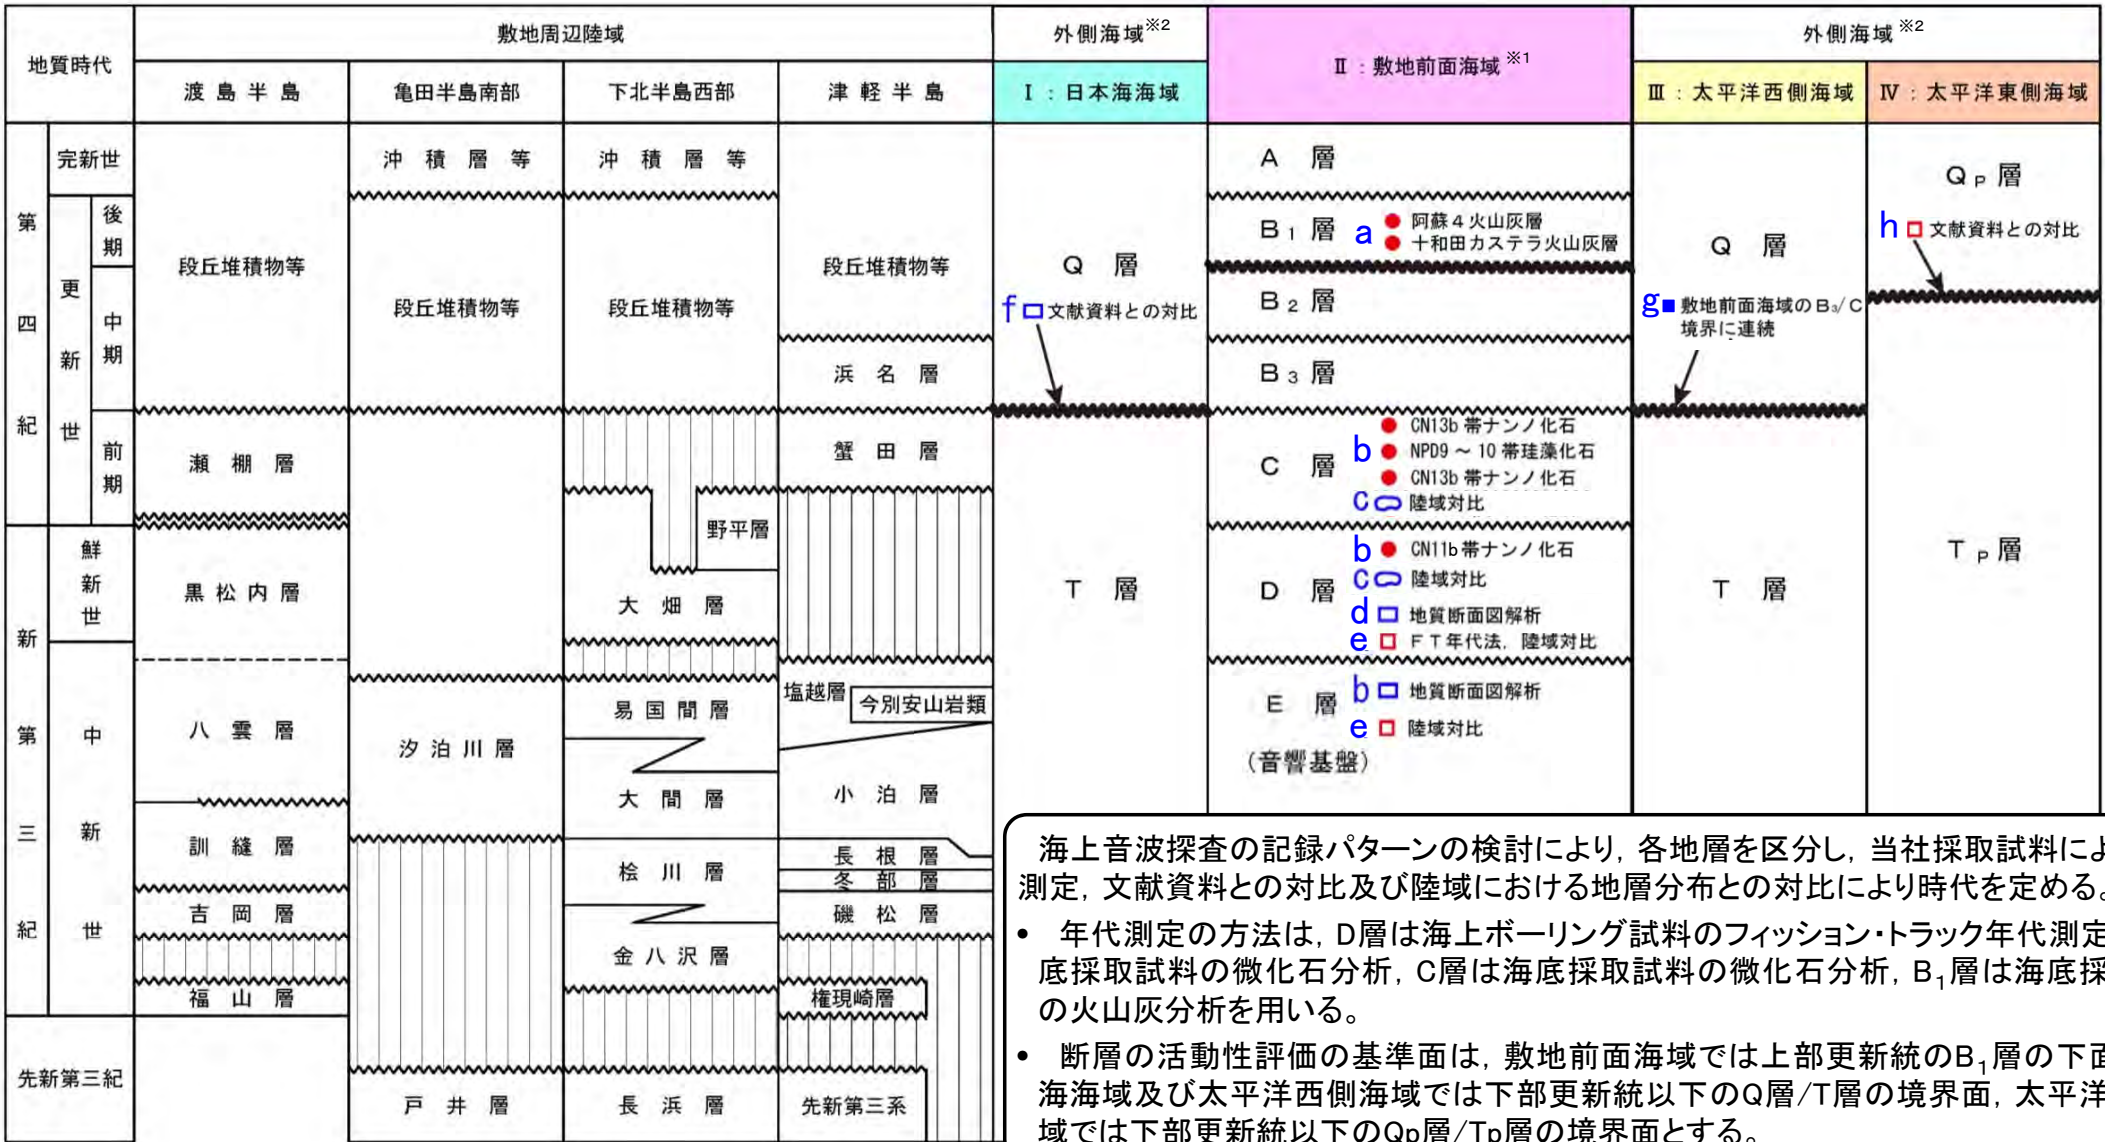 地質時代
敷地周辺陸域
外側海域※2
Ⅱ：敷地前面海域※1
外側海域※2
渡島半島
亀田半島南部
下北半島西部
津軽半島
Ⅰ：日本海海域
Ⅲ：太平洋西側海域
Ⅳ：太平洋東側海域
第四紀
完新世
更新世
後期
中期
前期
新第三紀
鮮新世
中新世
先新第三紀
段丘堆積物等
瀬棚層
黒松内層
八雲層
訓縫層
吉岡層
福山層
沖積層等
段丘堆積物等
汐泊川層
戸井層
沖積層等
段丘堆積物等
野平層
大畑層
易国間層
大間層
桧川層
金八沢層
長浜層
段丘堆積物等
浜名層
蟹田層
塩越層
今別安山岩類
小泊層
長根層
冬部層
磯松層
権現崎層
先新第三系
Q層
f 文献資料との対比
T層
A層
B1層
a 阿蘇４火山灰層
十和田カステラ火山灰層
B2層
B3層
C層
CN13b 帯ナンノ化石
b NPD9 ～ 10 帯珪藻化石
CN13b 帯ナンノ化石
c 陸域対比
D層
b CN11b 帯ナンノ化石
c 陸域対比
d 地質断面図解析
e ＦＴ年代法，陸域対比
E層
(音響基盤)
b 地質断面図解析
e 陸域対比
Q層
g 敷地前面海域のB3/C
境界に連続
T層
QP層
h 文献資料との対比
TP層
海上音波探査の記録パターンの検討により，各地層を区分し，当社採取試料によ
測定，文献資料との対比及び陸域における地層分布との対比により時代を定める。
• 年代測定の方法は，D層は海上ボーリング試料のフィッション・トラック年代測定
底採取試料の微化石分析，C層は海底採取試料の微化石分析，B1層は海底採
の火山灰分析を用いる。
• 断層の活動性評価の基準面は，敷地前面海域では上部更新統のB1層の下面
海海域及び太平洋西側海域では下部更新統以下のQ層/T層の境界面，太平洋
域では下部更新統以下のQp層/Tp層の境界面とする。